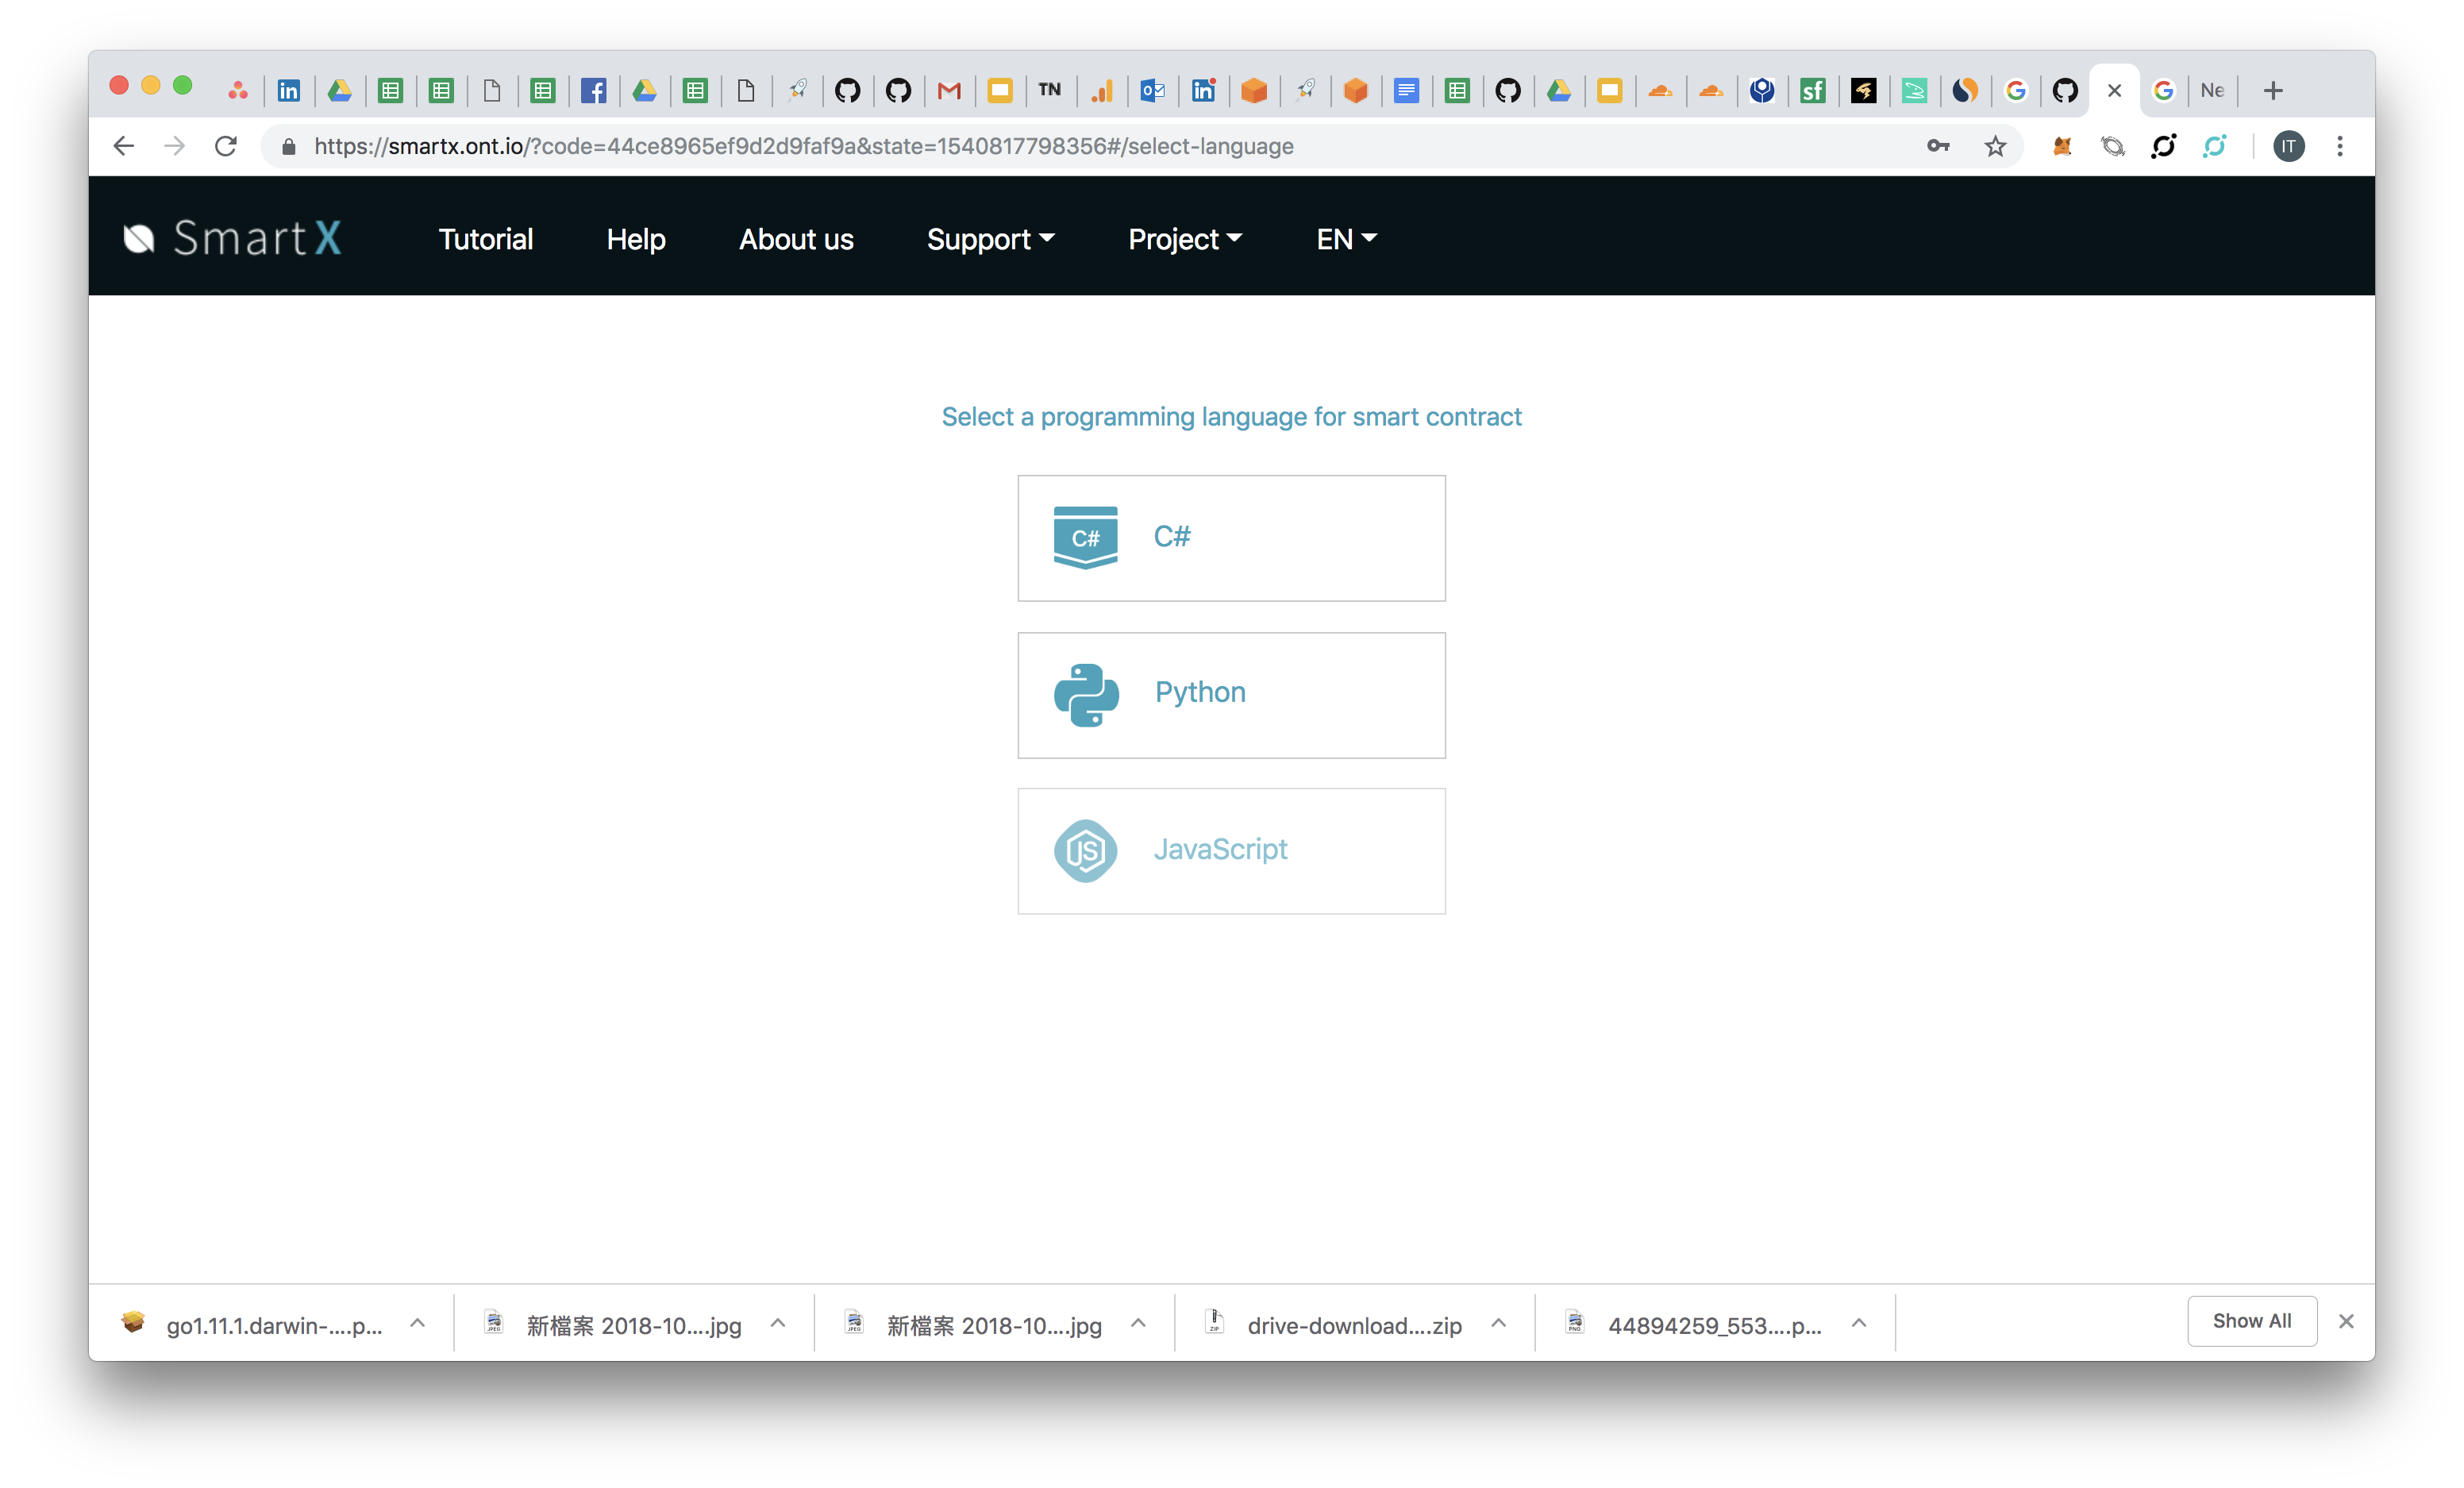 TN
sf
Ne
https://smartx.ont.io/?code=44ce8965ef9d2d9faf9a&state=1540817798356#/select-language
IT
SmartX
Tutorial
Help
About us
Support
Project
EN
Select a programming language for smart contract
C#
C#
Python
JS
JavaScript
go1.11.1.darwin-....p...
新檔案 2018-10....jpg
新檔案 2018-10....jpg
drive-download....zip
44894259_553....p...
Show All